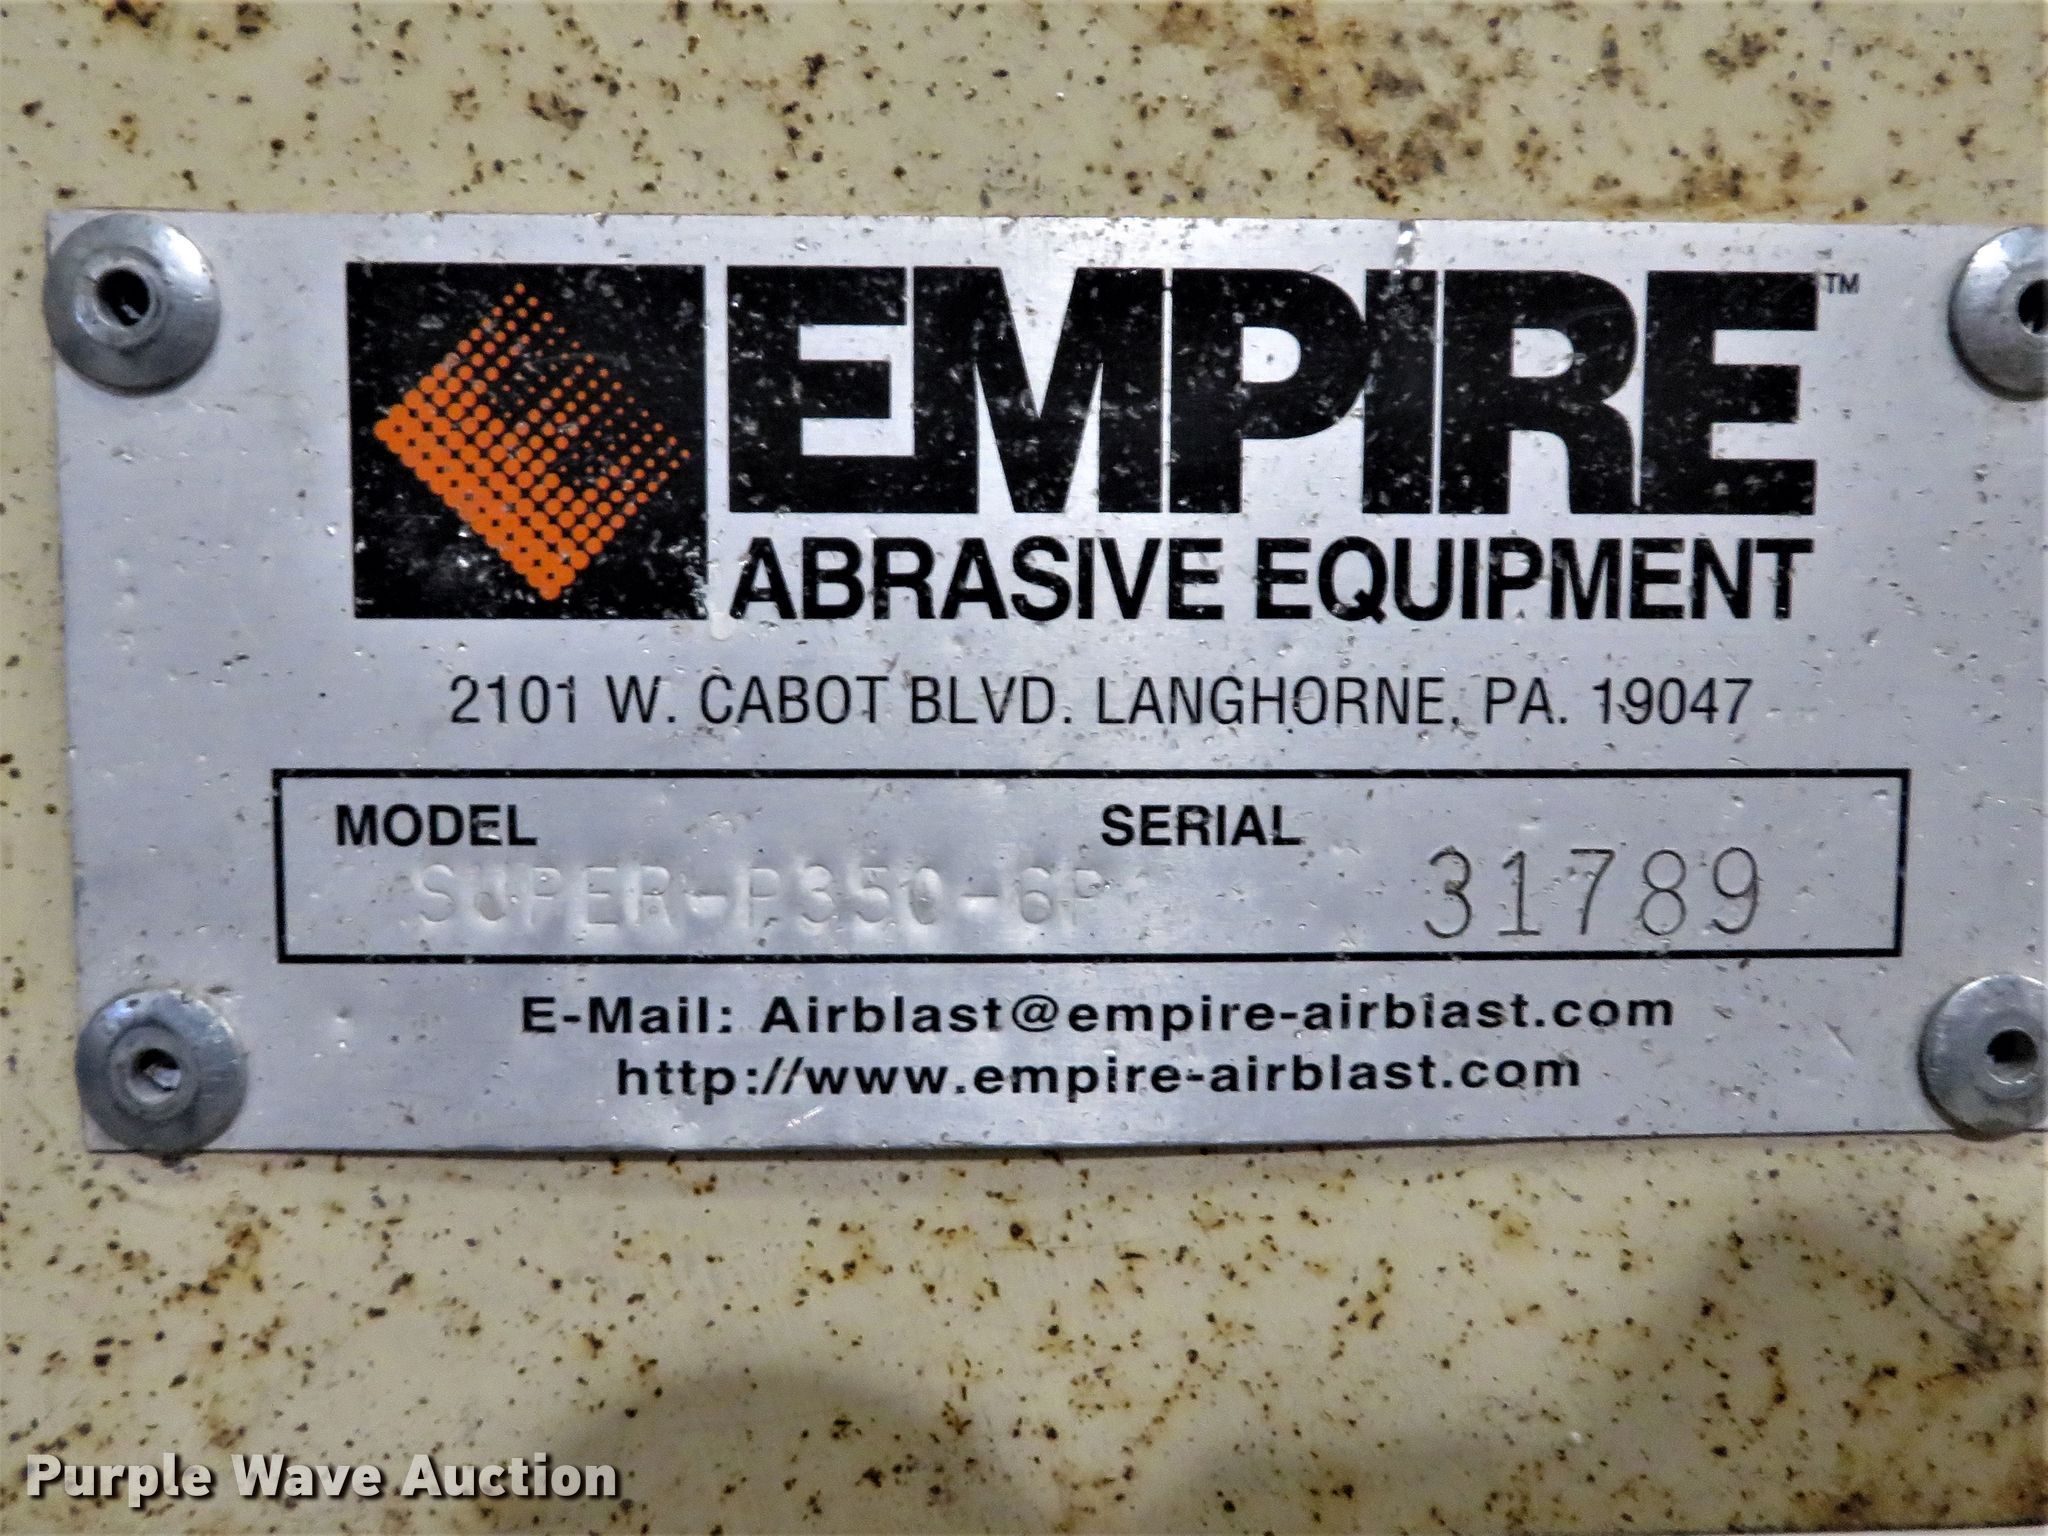 EMPIRE™
ABRASIVE EQUIPMENT
2101 W. CABOT BLVD. LANGHORNE, PA. 19047
MODEL SERIAL
SUPER-P350-6P 31789
E-Mail: Airblast@empire-airblast.com
http://www.empire-airblast.com
Purple Wave Auction